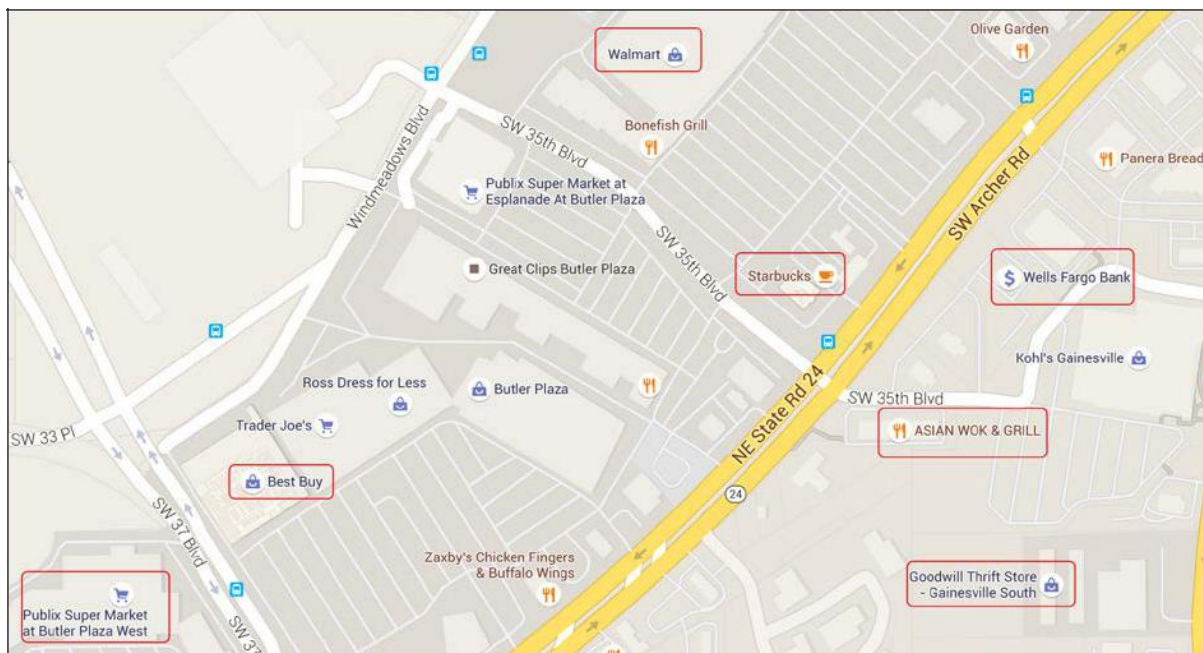 Olive Garden
Walmart
Windmeadows Blvd
SW 35th Blvd
Bonefish Grill
SW Archer Rd
Panera Bread
Publix Super Market at
Esplanade At Butler Plaza
SW 35th Blvd
Great Clips Butler Plaza
Starbucks
$
Wells Fargo Bank
Kohl's Gainesville
Ross Dress for Less
Butler Plaza
SW 35th Blvd
Trader Joe's
NE State Rd 24
ASIAN WOK & GRILL
SW 33 Pl
Best Buy
24
SW 37 Blvd
Zaxby's Chicken Fingers
& Buffalo Wings
Goodwill Thrift Store
- Gainesville
South
Publix Super Market
at Butler Plaza West
SW 37